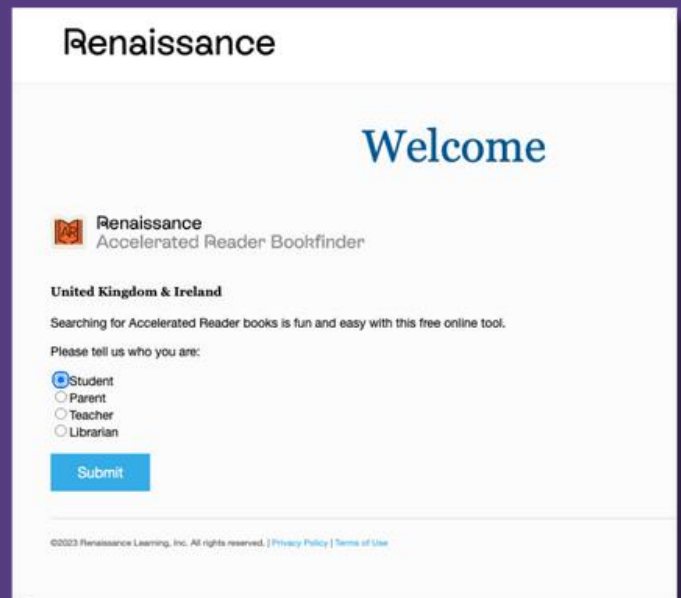 Renaissance
Welcome
AR
Renaissance
Accelerated Reader Bookfinder
United Kingdom & Ireland
Searching for Accelerated Reader books is fun and easy with this free online tool.
Please tell us who you are:
Student
Parent
Teacher
Librarian
Submit
©2023 Renaissance Learning, Inc. All rights reserved. | Privacy Policy | Terms of Use